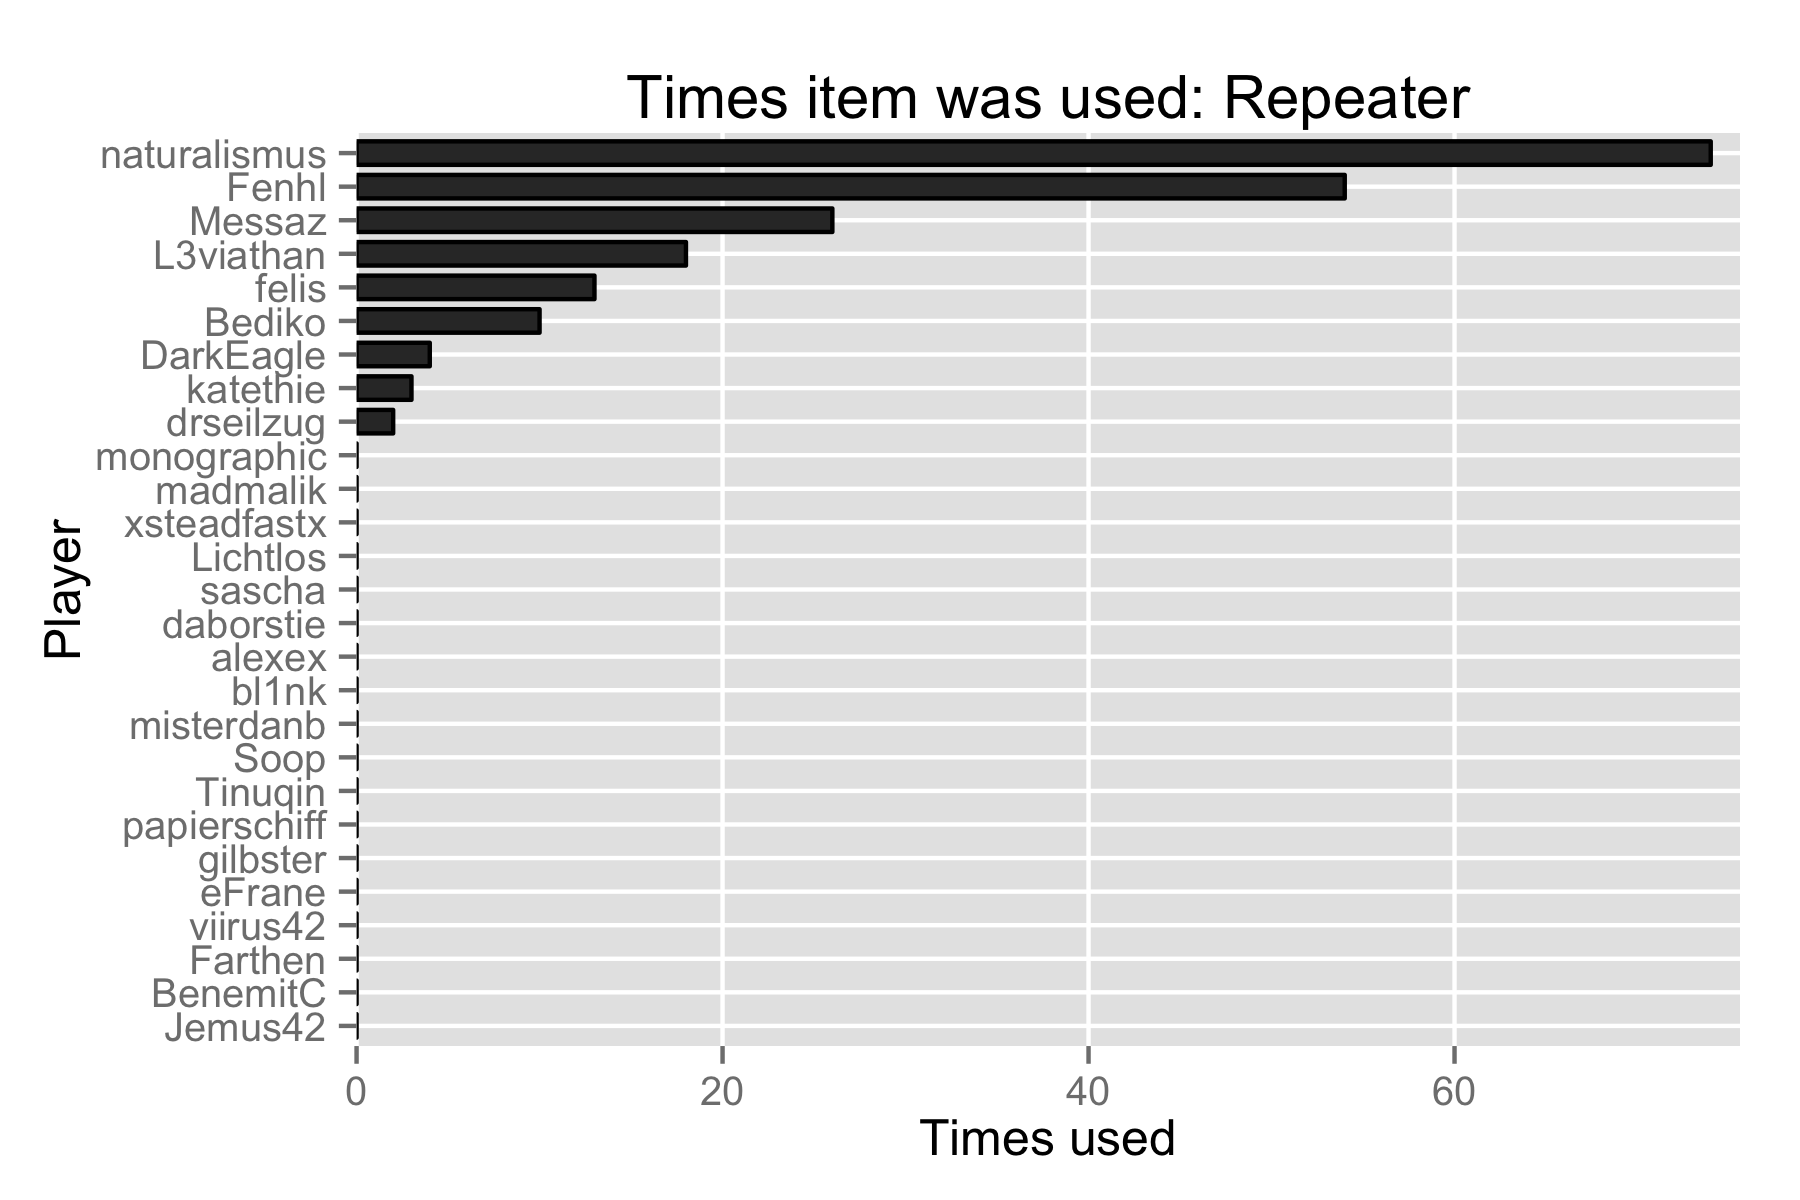 Times item was used: Repeater
naturalismus
Fenhl
Messaz
L3viathan
felis
Bediko
DarkEagle
katethie
drseilzug
monographic
madmalik
xsteadfastx
Lichtlos
sascha
daborstie
alexex
bl1nk
misterdanb
Soop
Tinuqin
papierschiff
gilbster
eFrane
viirus42
Farthen
BenemitC
Jemus42
Player
0 20 40 60
Times used